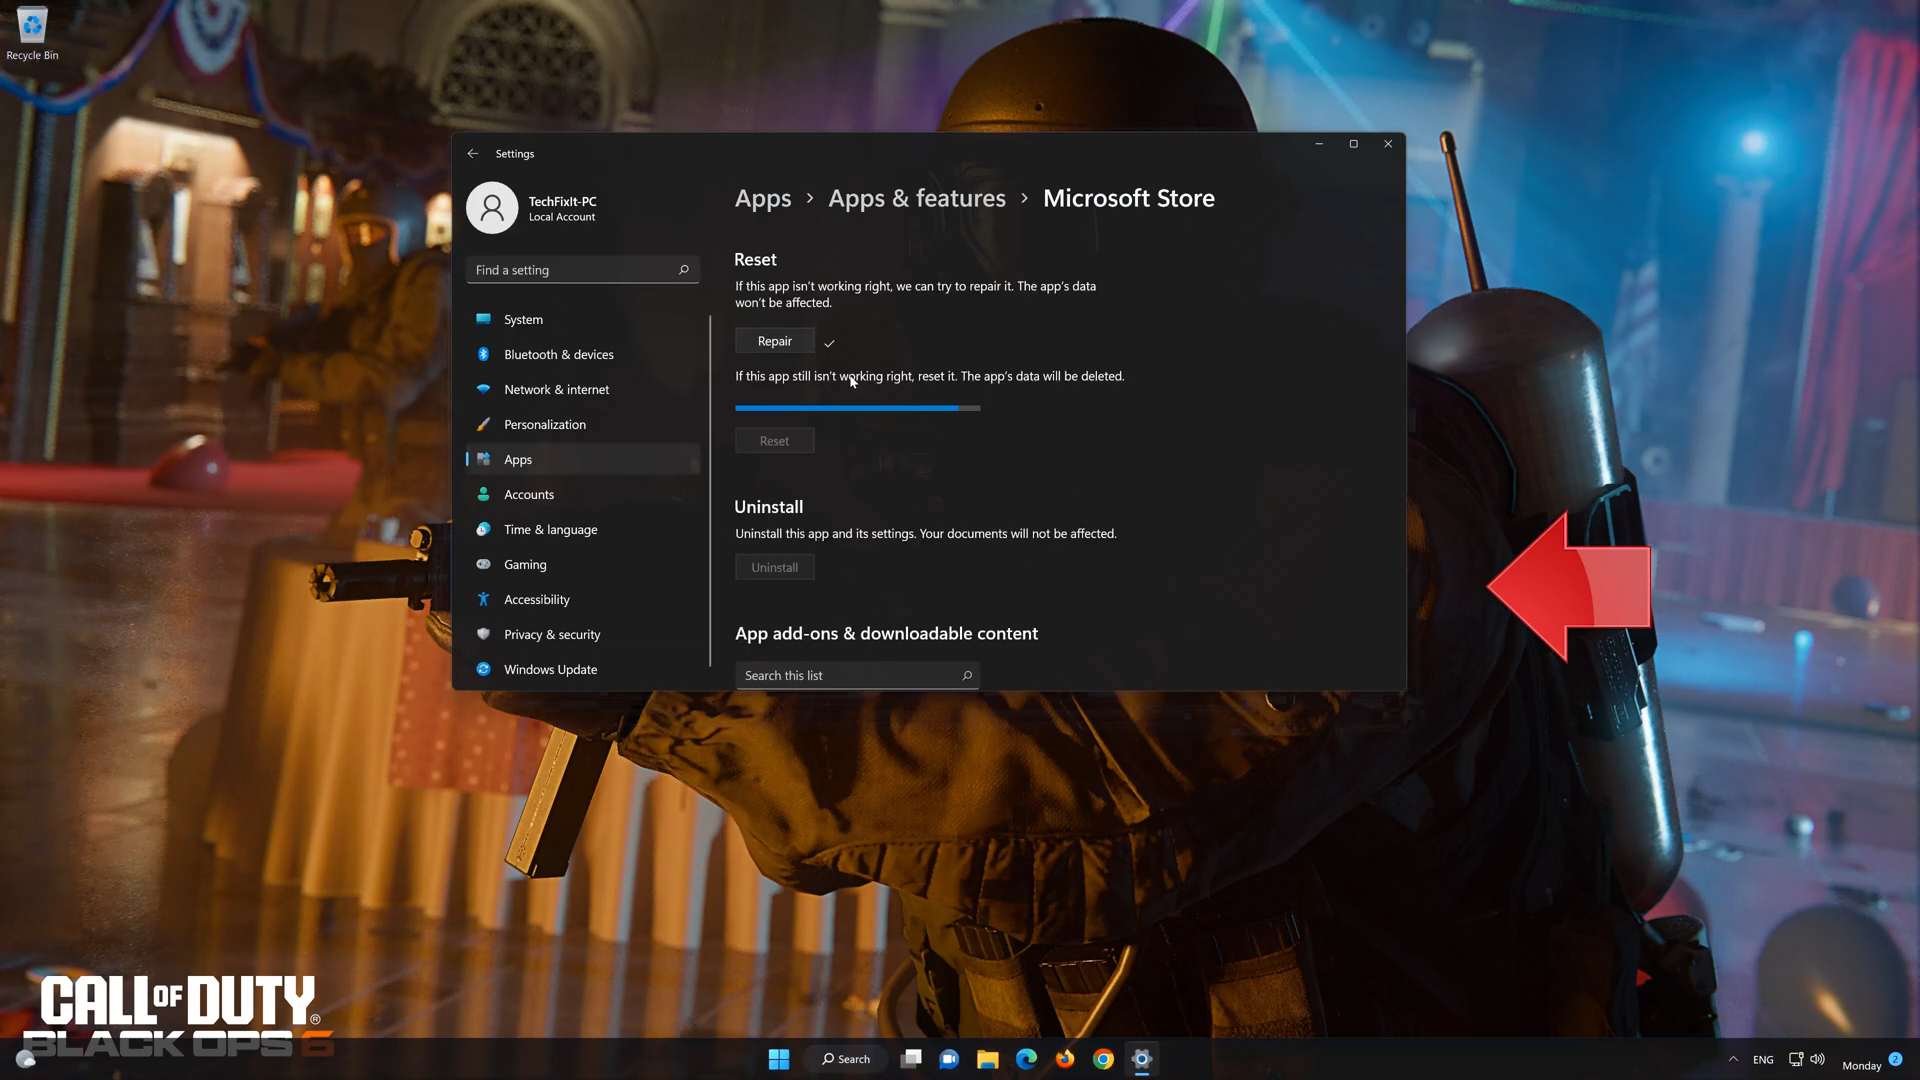 Recycle Bin
Settings
TechFixIt-PC
Local Account
Find a setting
System
Bluetooth & devices
Network & internet
Personalization
Apps
Accounts
Time & language
Gaming
Accessibility
Privacy & security
Windows Update
Apps > Apps & features > Microsoft Store
Reset
If this app isn't working right, we can try to repair it. The app's data
won't be affected.
Repair
If this app still isn't working right, reset it. The app's data will be deleted.
Reset
Uninstall
Uninstall this app and its settings. Your documents will not be affected.
Uninstall
App add-ons & downloadable content
Search this list
CALL OF DUTY®
BLACK OPS 6
Search
ENG
Monday
2